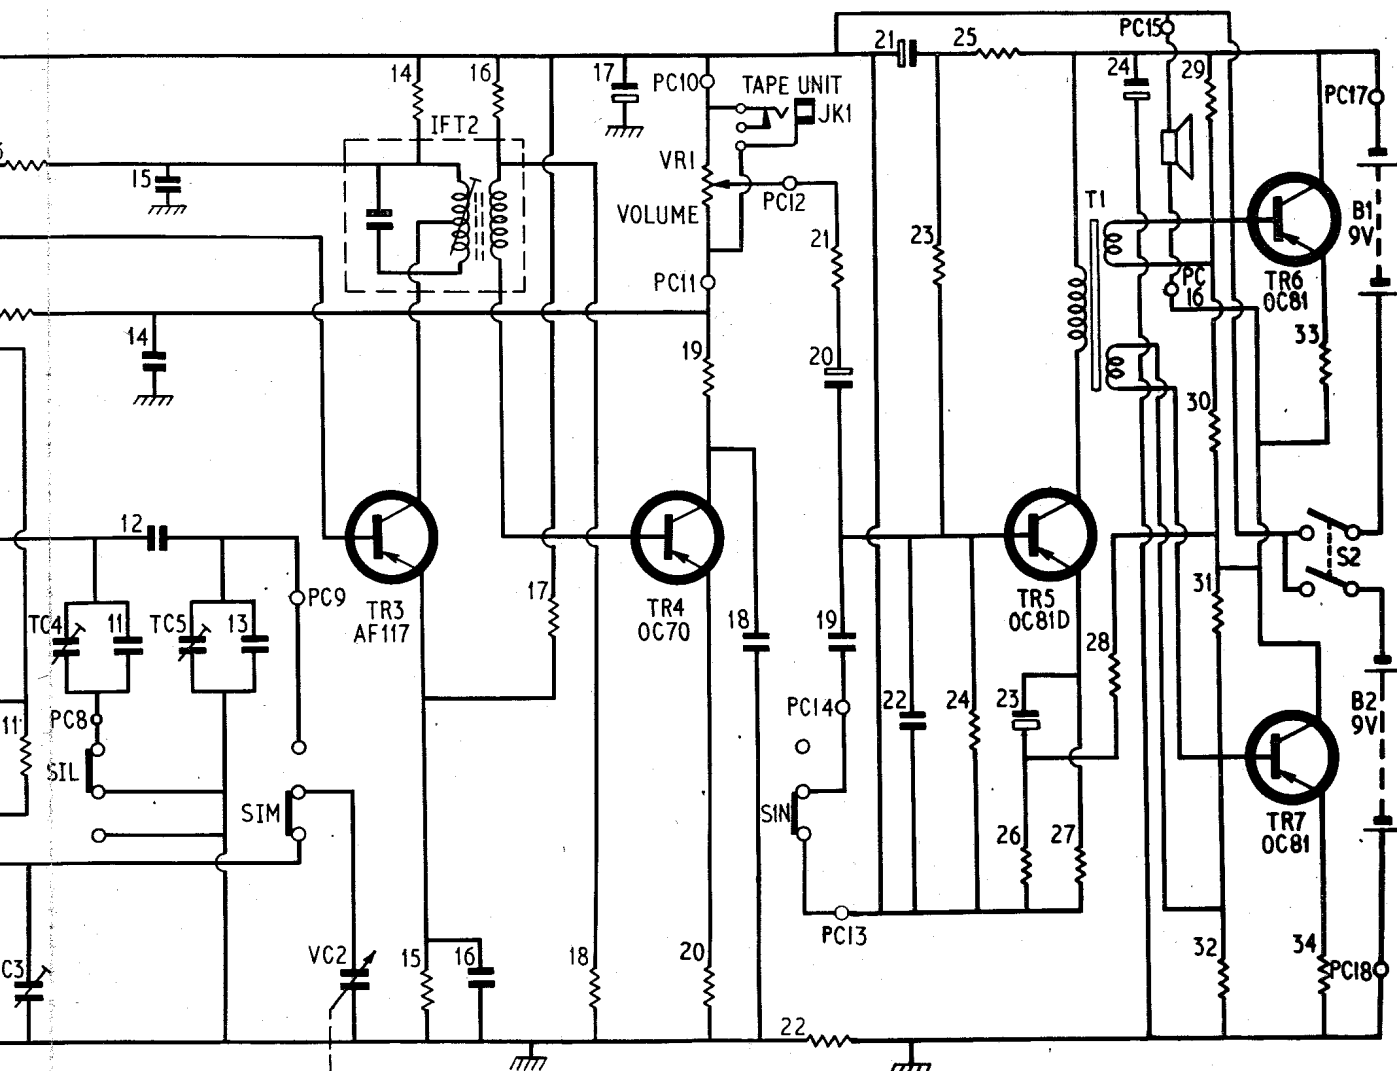 PC15
21
25
24
29
14
16
17
PC10
TAPE UNIT
JK1
PC17
IFT2
15
VR1
VOLUME
PC12
T1
B1
9V
21
23
TR6
OC81
PC
16
PC11
14
19
20
33
30
12
S2
TR3
AF117
17
TR4
OC70
TR5
OC81D
31
PC9
TC4
11
TC5
13
18
19
28
PC8
11
PC14
22
24
23
B2
9V
S1L
S1M
S1N
26
27
TR7
OC81
PC13
C3
VC2
15
16
18
20
32
34
PC18
22